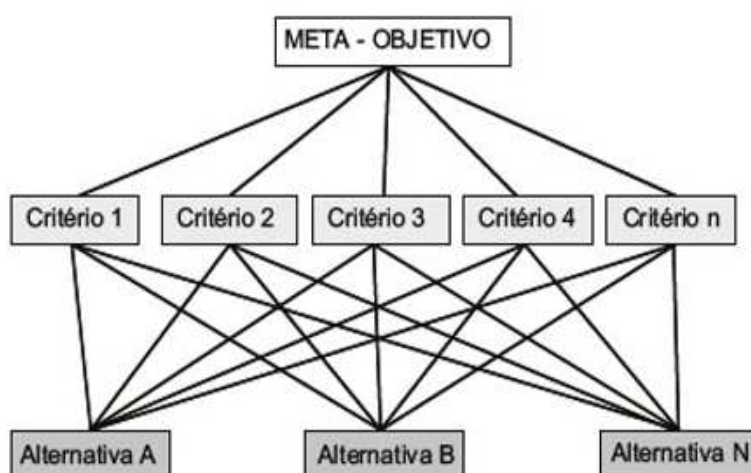 META - OBJETIVO
Critério 1
Critério 2
Critério 3
Critério 4
Critério n
Alternativa A
Alternativa B
Alternativa N